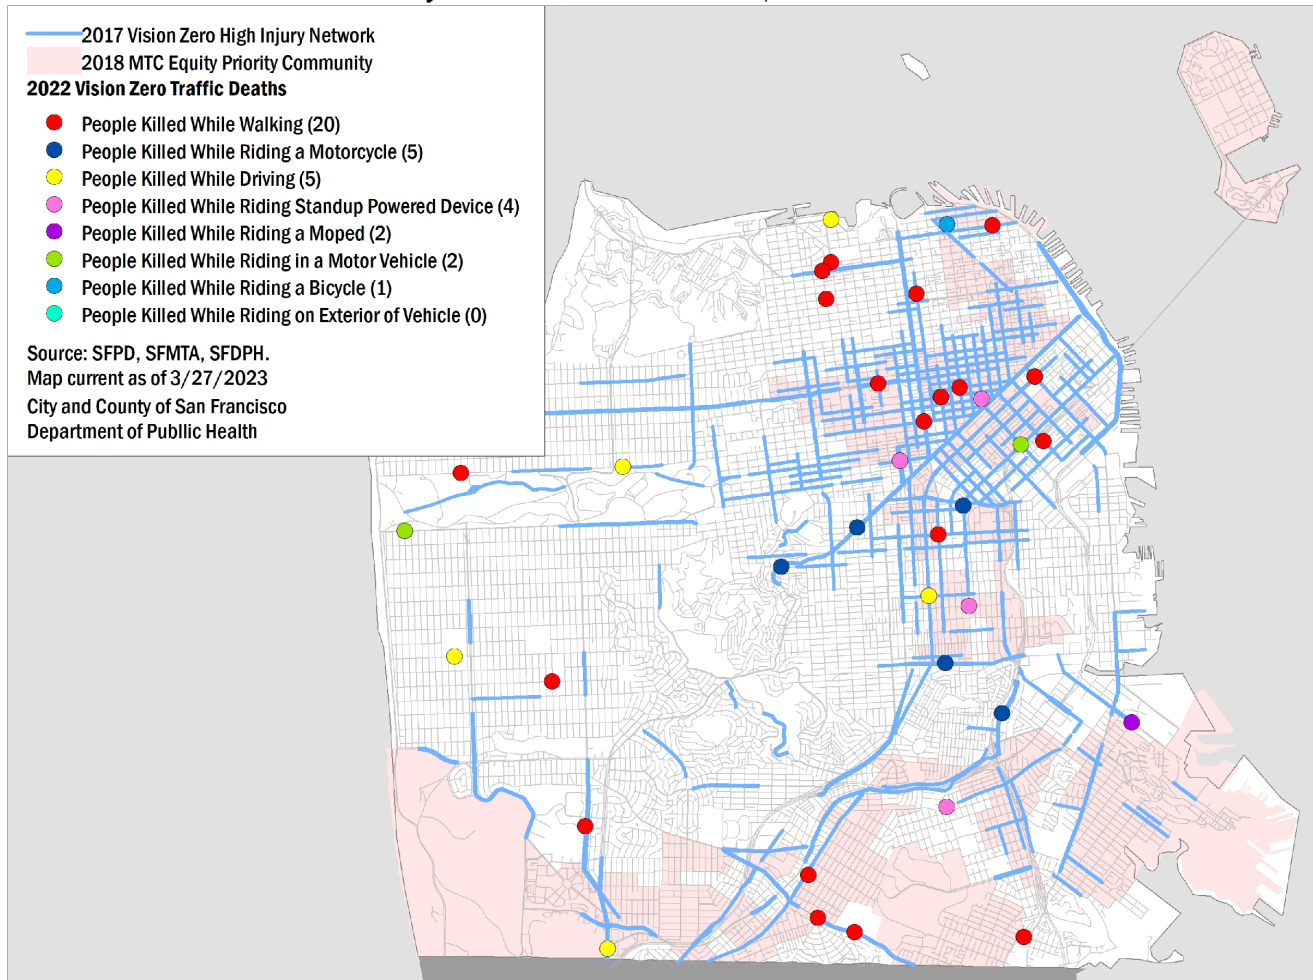 2017 Vision Zero High Injury Network
2018 MTC Equity Priority Community
2022 Vision Zero Traffic Deaths
People Killed While Walking (20)
People Killed While Riding a Motorcycle (5)
People Killed While Driving (5)
People Killed While Riding Standup Powered Device (4)
People Killed While Riding a Moped (2)
People Killed While Riding in a Motor Vehicle (2)
People Killed While Riding a Bicycle (1)
People Killed While Riding on Exterior of Vehicle (0)
Source: SFPD, SFMTA, SFDPH.
Map current as of 3/27/2023
City and County of San Francisco
Department of Publlic Health